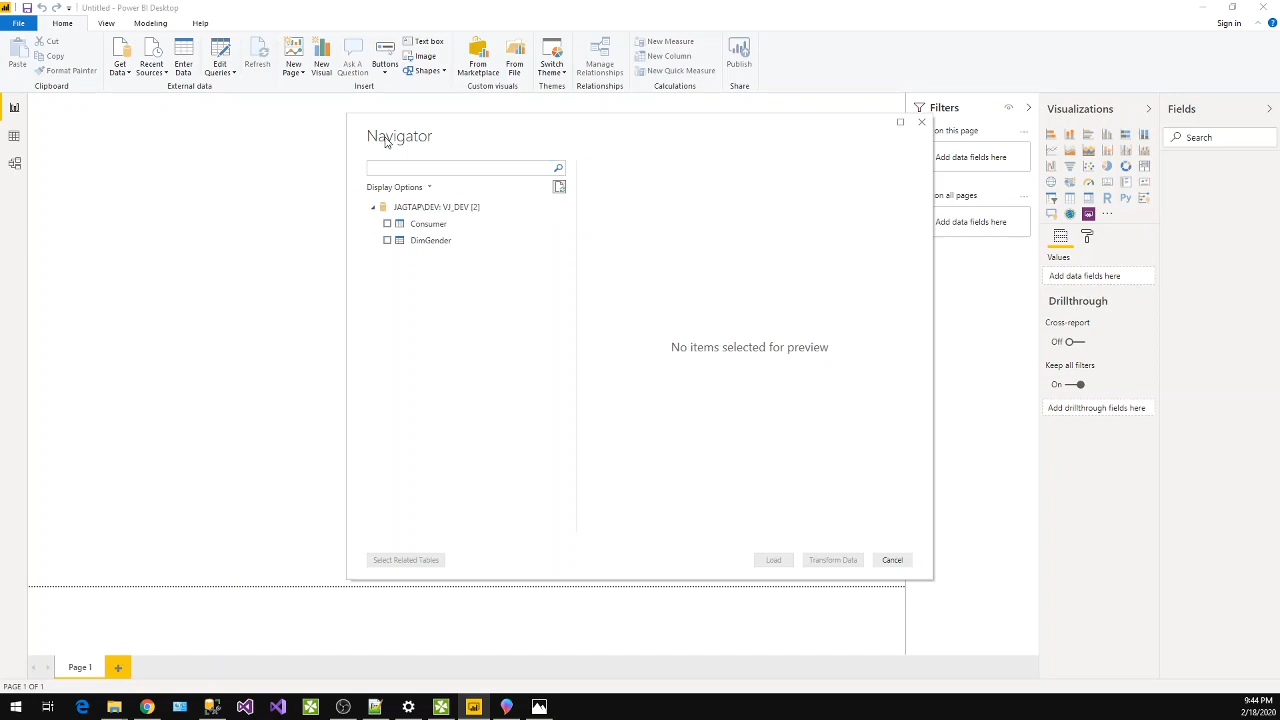 Untitled - Power BI Desktop
File
Home
View
Modeling
Help
Sign in
Paste
Cut
Copy
Format Painter
Clipboard
Get Data
Recent Sources
Enter Data
Edit Queries
Refresh
External data
New Page
New Visual
Ask A Question
Buttons
Text box
Image
Shapes
Insert
From Marketplace
From File
Custom visuals
Switch Theme
Themes
Manage Relationships
Relationships
New Measure
New Column
New Quick Measure
Calculations
Publish
Share
Navigator
Display Options
JAGTAP\DEV: VJ_DEV [2]
Consumer
DimGender
No items selected for preview
Select Related Tables
Load
Transform Data
Cancel
Filters
on this page
...
Add data fields here
on all pages
...
Add data fields here
Visualizations
R
Py
...
Values
Add data fields here
Drillthrough
Cross-report
Off
Keep all filters
On
Add drillthrough fields here
Fields
Search
Page 1
PAGE 1 OF 1
9:44 PM
2/18/2020